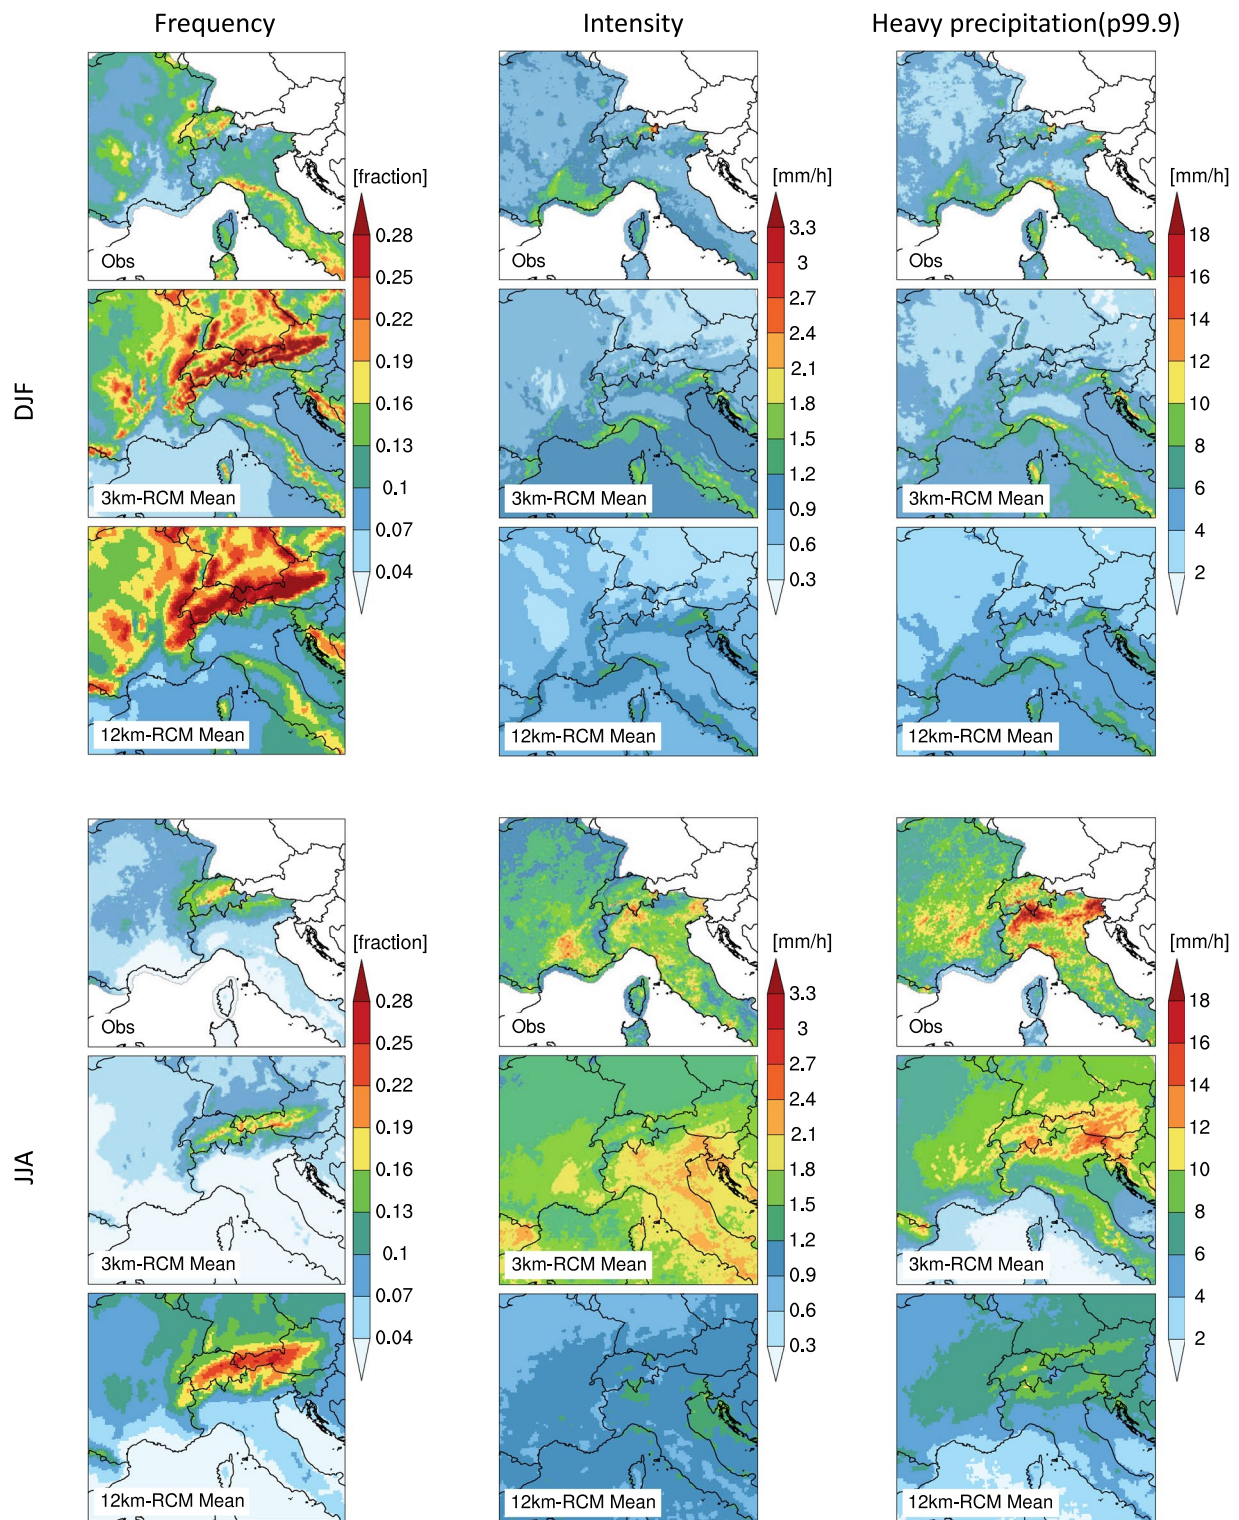 Frequency
Intensity
Heavy precipitation(p99.9)
DJF
Obs
Obs
Obs
3km-RCM Mean
3km-RCM Mean
3km-RCM Mean
12km-RCM Mean
12km-RCM Mean
12km-RCM Mean
[fraction]
0.28
0.25
0.22
0.19
0.16
0.13
0.1
0.07
0.04
[mm/h]
3.3
3
2.7
2.4
2.1
1.8
1.5
1.2
0.9
0.6
0.3
[mm/h]
18
16
14
12
10
8
6
4
2
JJA
Obs
Obs
Obs
3km-RCM Mean
3km-RCM Mean
3km-RCM Mean
12km-RCM Mean
12km-RCM Mean
12km-RCM Mean
[fraction]
0.28
0.25
0.22
0.19
0.16
0.13
0.1
0.07
0.04
[mm/h]
3.3
3
2.7
2.4
2.1
1.8
1.5
1.2
0.9
0.6
0.3
[mm/h]
18
16
14
12
10
8
6
4
2